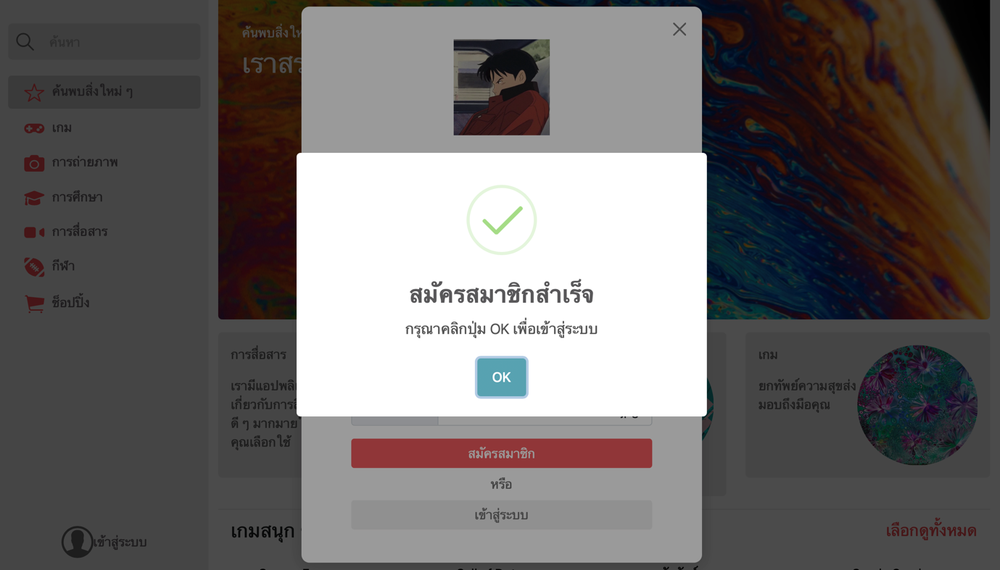 ค้นหา
ค้นพบสิ่งใหม่ ๆ
เกม
การถ่ายภาพ
การศึกษา
การสื่อสาร
กีฬา
ช็อปปิ้ง
เข้าสู่ระบบ
ค้นพบสิ่งให
เราสร
สมัครสมาชิกสำเร็จ
กรุณาคลิกปุ่ม OK เพื่อเข้าสู่ระบบ
OK
สมัครสมาชิก
หรือ
เข้าสู่ระบบ
การสื่อสาร
เรามีแอปพลิเ
เกี่ยวกับการสื
ดี ๆ มากมาย
คุณเลือกใช้
เกม
ยกทัพย์ความสุขส่ง
มอบถึงมือคุณ
เกมสนุก
เลือกดูทั้งหมด